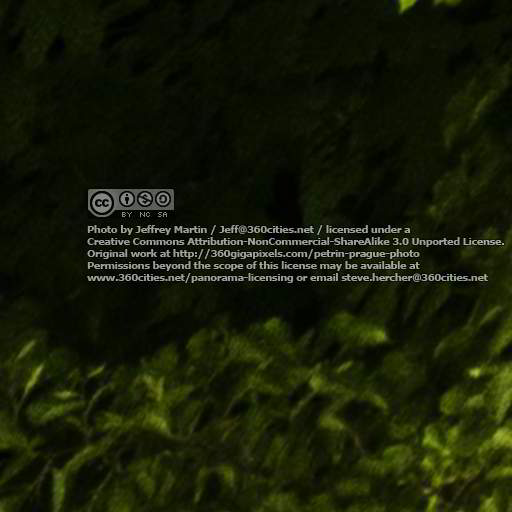 cc
BY NC SA
Photo by Jeffrey Martin / Jeff@360cities.net / licensed under a
Creative Commons Attribution-NonCommercial-ShareAlike 3.0 Unported License.
Original work at http://360gigapixels.com/petrin-prague-photo
Permissions beyond the scope of this license may be available at
www.360cities.net/panorama-licensing or email steve.hercher@360cities.net